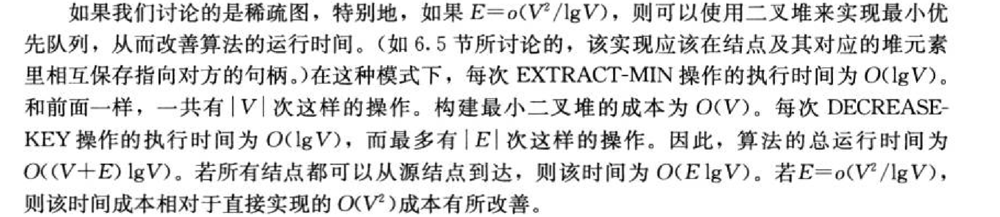 如果我们讨论的是稀疏图，特别地，如果 E=o(V²/lgV)，则可以使用二叉堆来实现最小优
先队列，从而改善算法的运行时间。（如 6.5 节所讨论的，该实现应该在结点及其对应的堆元素
里相互保存指向对方的句柄。）在这种模式下，每次 EXTRACT-MIN 操作的执行时间为 O(lgV)。
和前面一样，一共有|V|次这样的操作。构建最小二叉堆的成本为 O(V)。每次 DECREASE-
KEY 操作的执行时间为 O(lgV)，而最多有|E|次这样的操作。因此，算法的总运行时间为
O((V+E)lgV)。若所有结点都可以从源结点到达，则该时间为 O(ElgV)。若E=o(V²/lgV)，
则该时间成本相对于直接实现的 O(V²)成本有所改善。